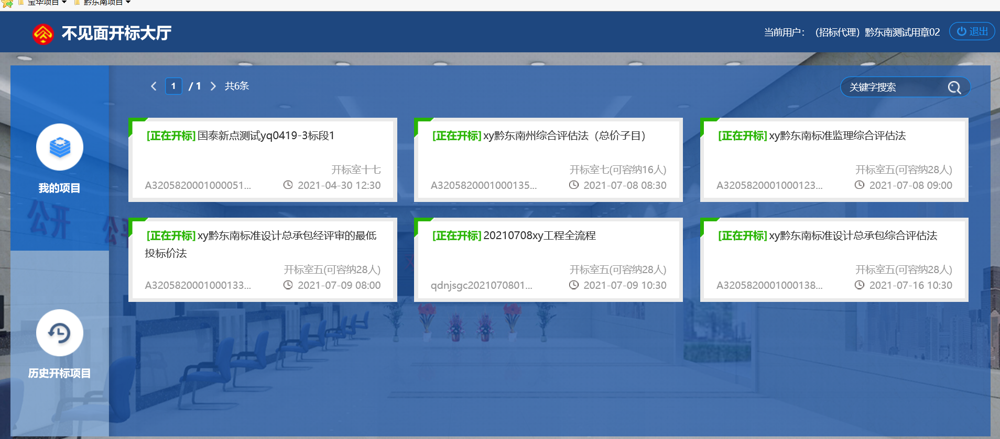 宝华项目 黔东南项目
不见面开标大厅
当前用户：（招标代理）黔东南测试用章02
退出
1 / 1 共6条
关键字搜索
我的项目
历史开标项目
公开 公平
[正在开标] 国泰新点测试yq0419-3标段1
开标室十七
A3205820001000051... 2021-04-30 12:30
[正在开标] xy黔东南州综合评估法（总价子目）
开标室七(可容纳16人)
A3205820001000135... 2021-07-08 08:30
[正在开标] xy黔东南标准监理综合评估法
开标室五(可容纳28人)
A3205820001000123... 2021-07-08 09:00
[正在开标] xy黔东南标准设计总承包经评审的最低
投标价法
开标室五(可容纳28人)
A3205820001000133... 2021-07-09 08:00
[正在开标] 20210708xy工程全流程
开标室五(可容纳28人)
qdnjsgc2021070801... 2021-07-09 10:30
[正在开标] xy黔东南标准设计总承包综合评估法
开标室五(可容纳28人)
A3205820001000138... 2021-07-16 10:30